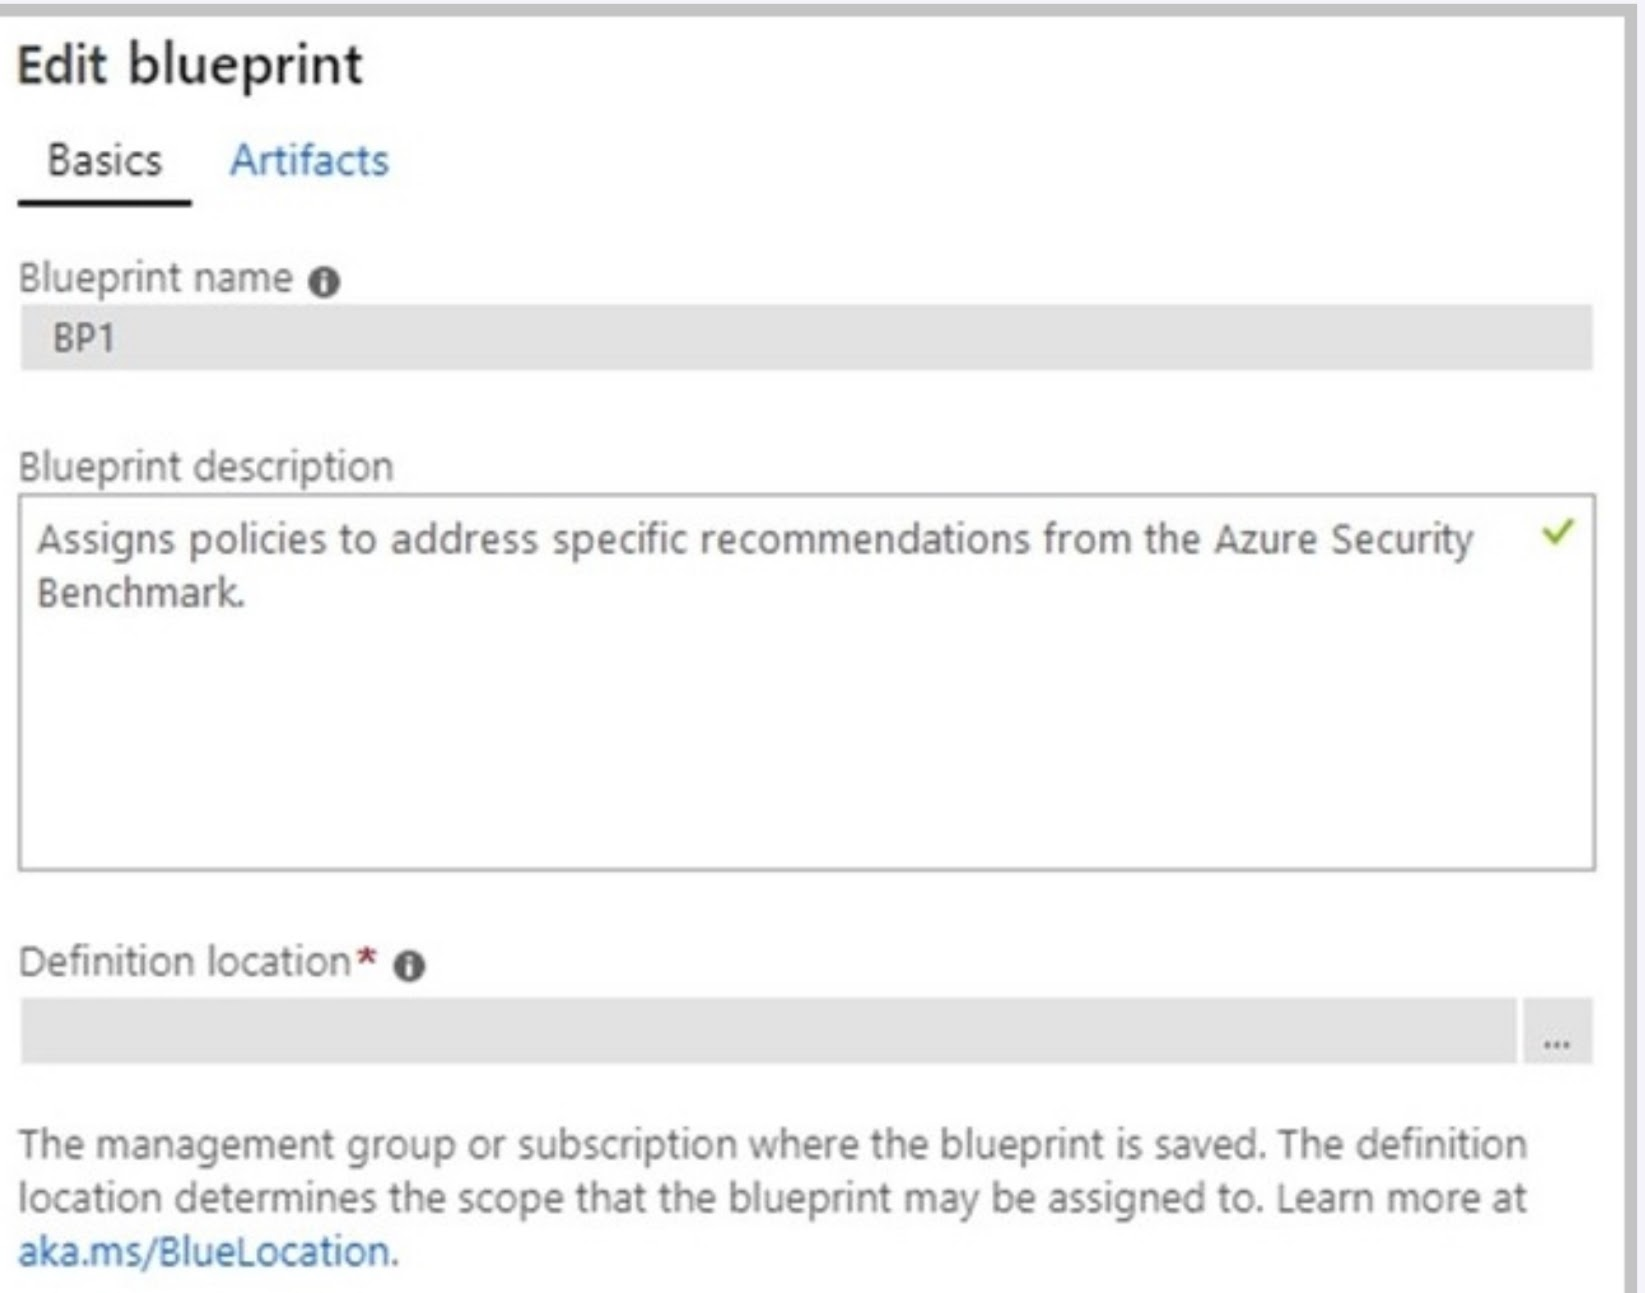 Edit blueprint
Basics Artifacts
Blueprint name
BP1
Blueprint description
Assigns policies to address specific recommendations from the Azure Security
Benchmark.
Definition location*
...
The management group or subscription where the blueprint is saved. The definition
location determines the scope that the blueprint may be assigned to. Learn more at
aka.ms/BlueLocation.